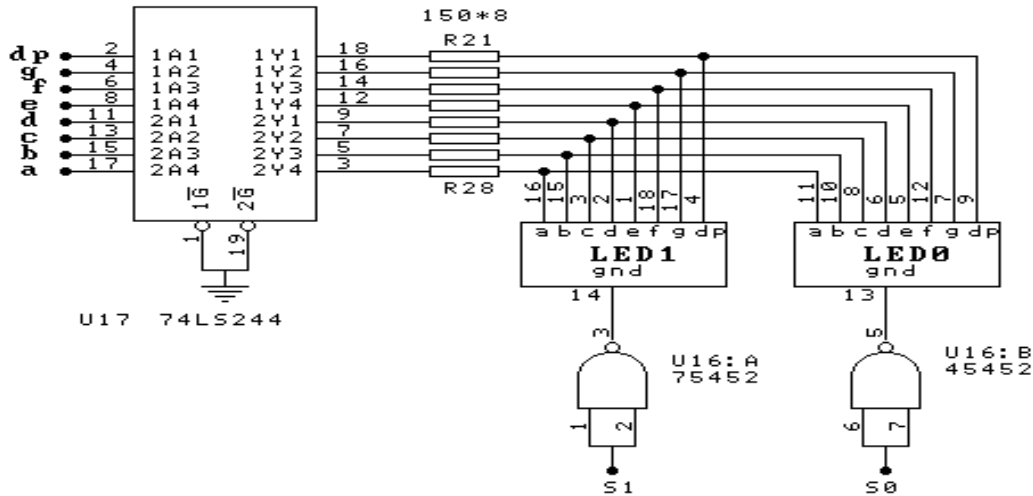 150*8
R21
dp 2 1A1 1Y1 18
g 4 1A2 1Y2 16
f 6 1A3 1Y3 14
e 8 1A4 1Y4 12
d 11 2A1 2Y1 9
c 13 2A2 2Y2 7
b 15 2A3 2Y3 5
a 17 2A4 2Y4 3
R28
1G 2G
1 19
U17 74LS244
16 15 3 2 1 18 17 4
a b c d e f g dp
LED1
gnd
14
11 10 8 6 5 12 7 9
a b c d e f g dp
LED0
gnd
13
3
U16:A
75452
1 2
S1
5
U16:B
45452
6 7
S0